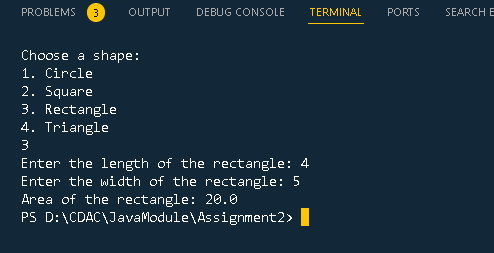 PROBLEMS 3 OUTPUT DEBUG CONSOLE TERMINAL PORTS SEARCH E
Choose a shape:
1. Circle
2. Square
3. Rectangle
4. Triangle
3
Enter the length of the rectangle: 4
Enter the width of the rectangle: 5
Area of the rectangle: 20.0
PS D:\CDAC\JavaModule\Assignment2>